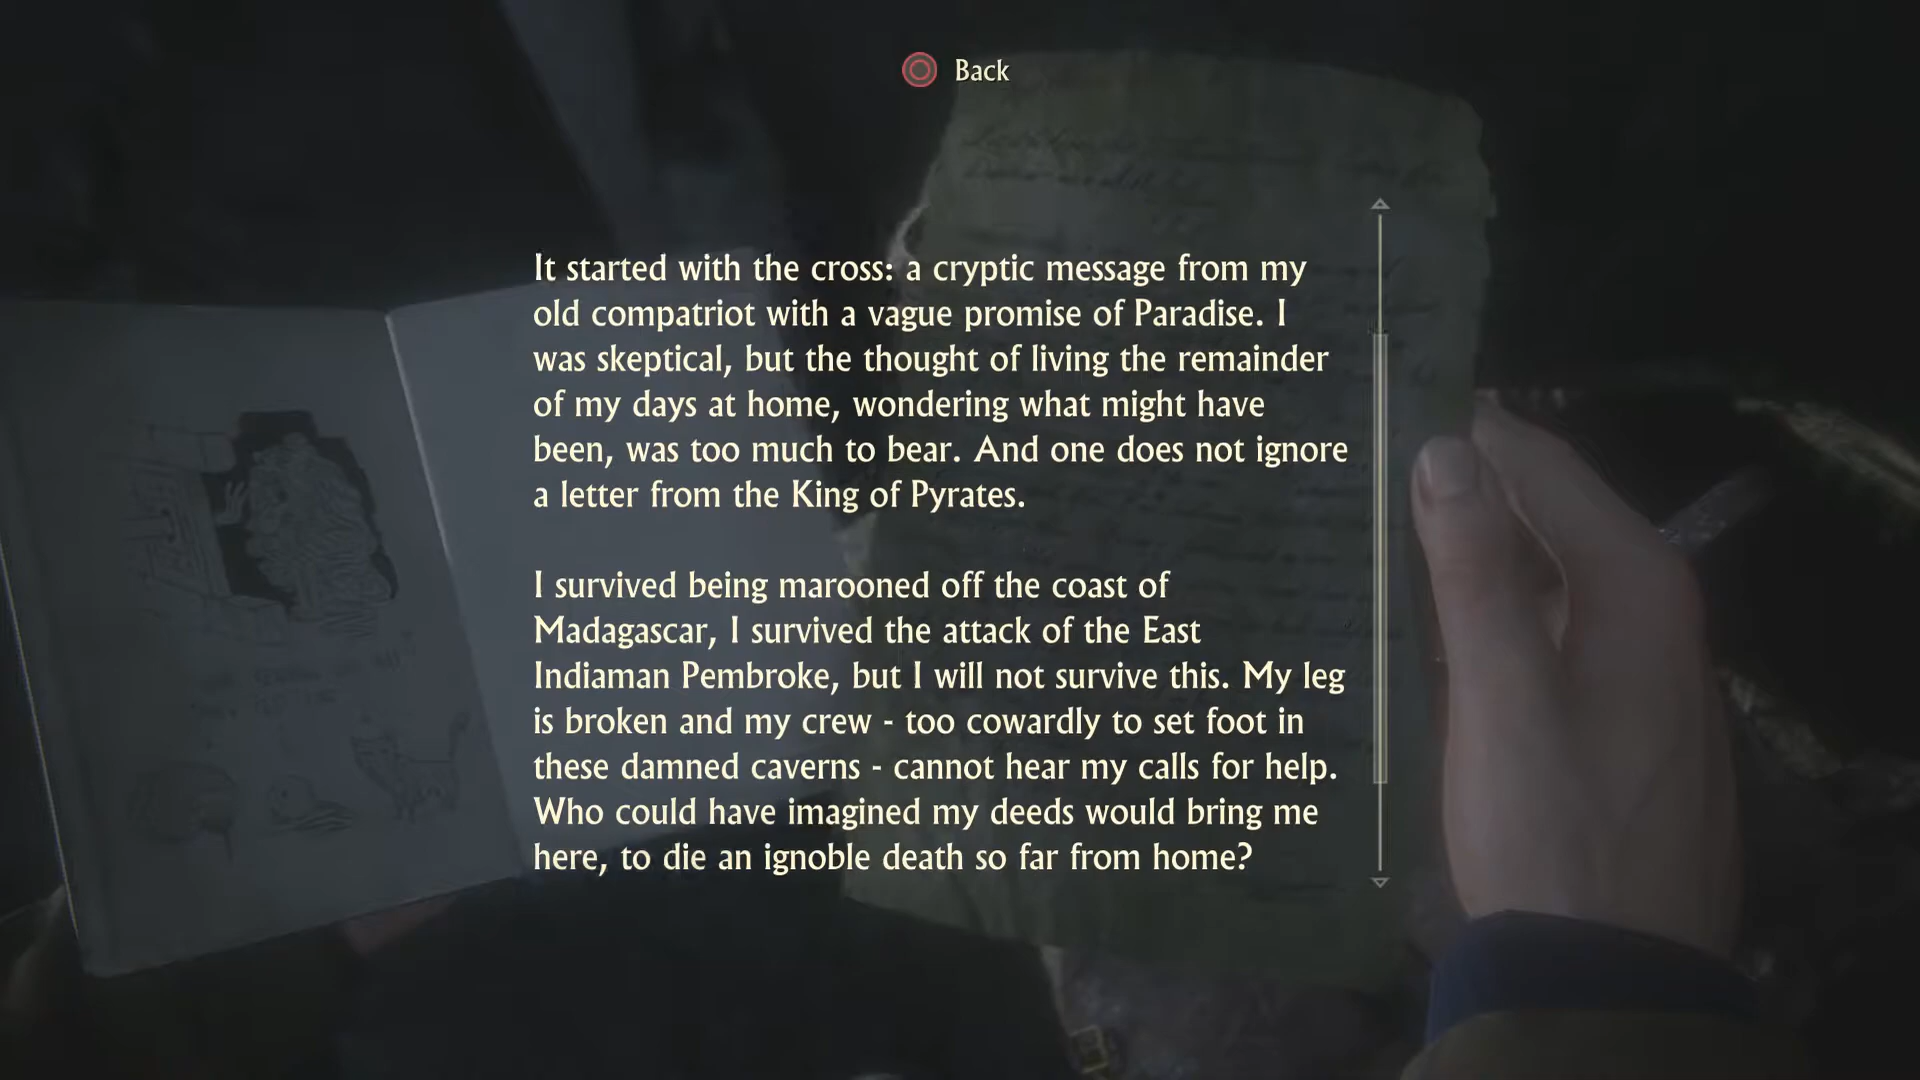 Back
It started with the cross: a cryptic message from my
old compatriot with a vague promise of Paradise. I
was skeptical, but the thought of living the remainder
of my days at home, wondering what might have
been, was too much to bear. And one does not ignore
a letter from the King of Pyrates.
I survived being marooned off the coast of
Madagascar, I survived the attack of the East
Indiaman Pembroke, but I will not survive this. My leg
is broken and my crew - too cowardly to set foot in
these damned caverns - cannot hear my calls for help.
Who could have imagined my deeds would bring me
here, to die an ignoble death so far from home?